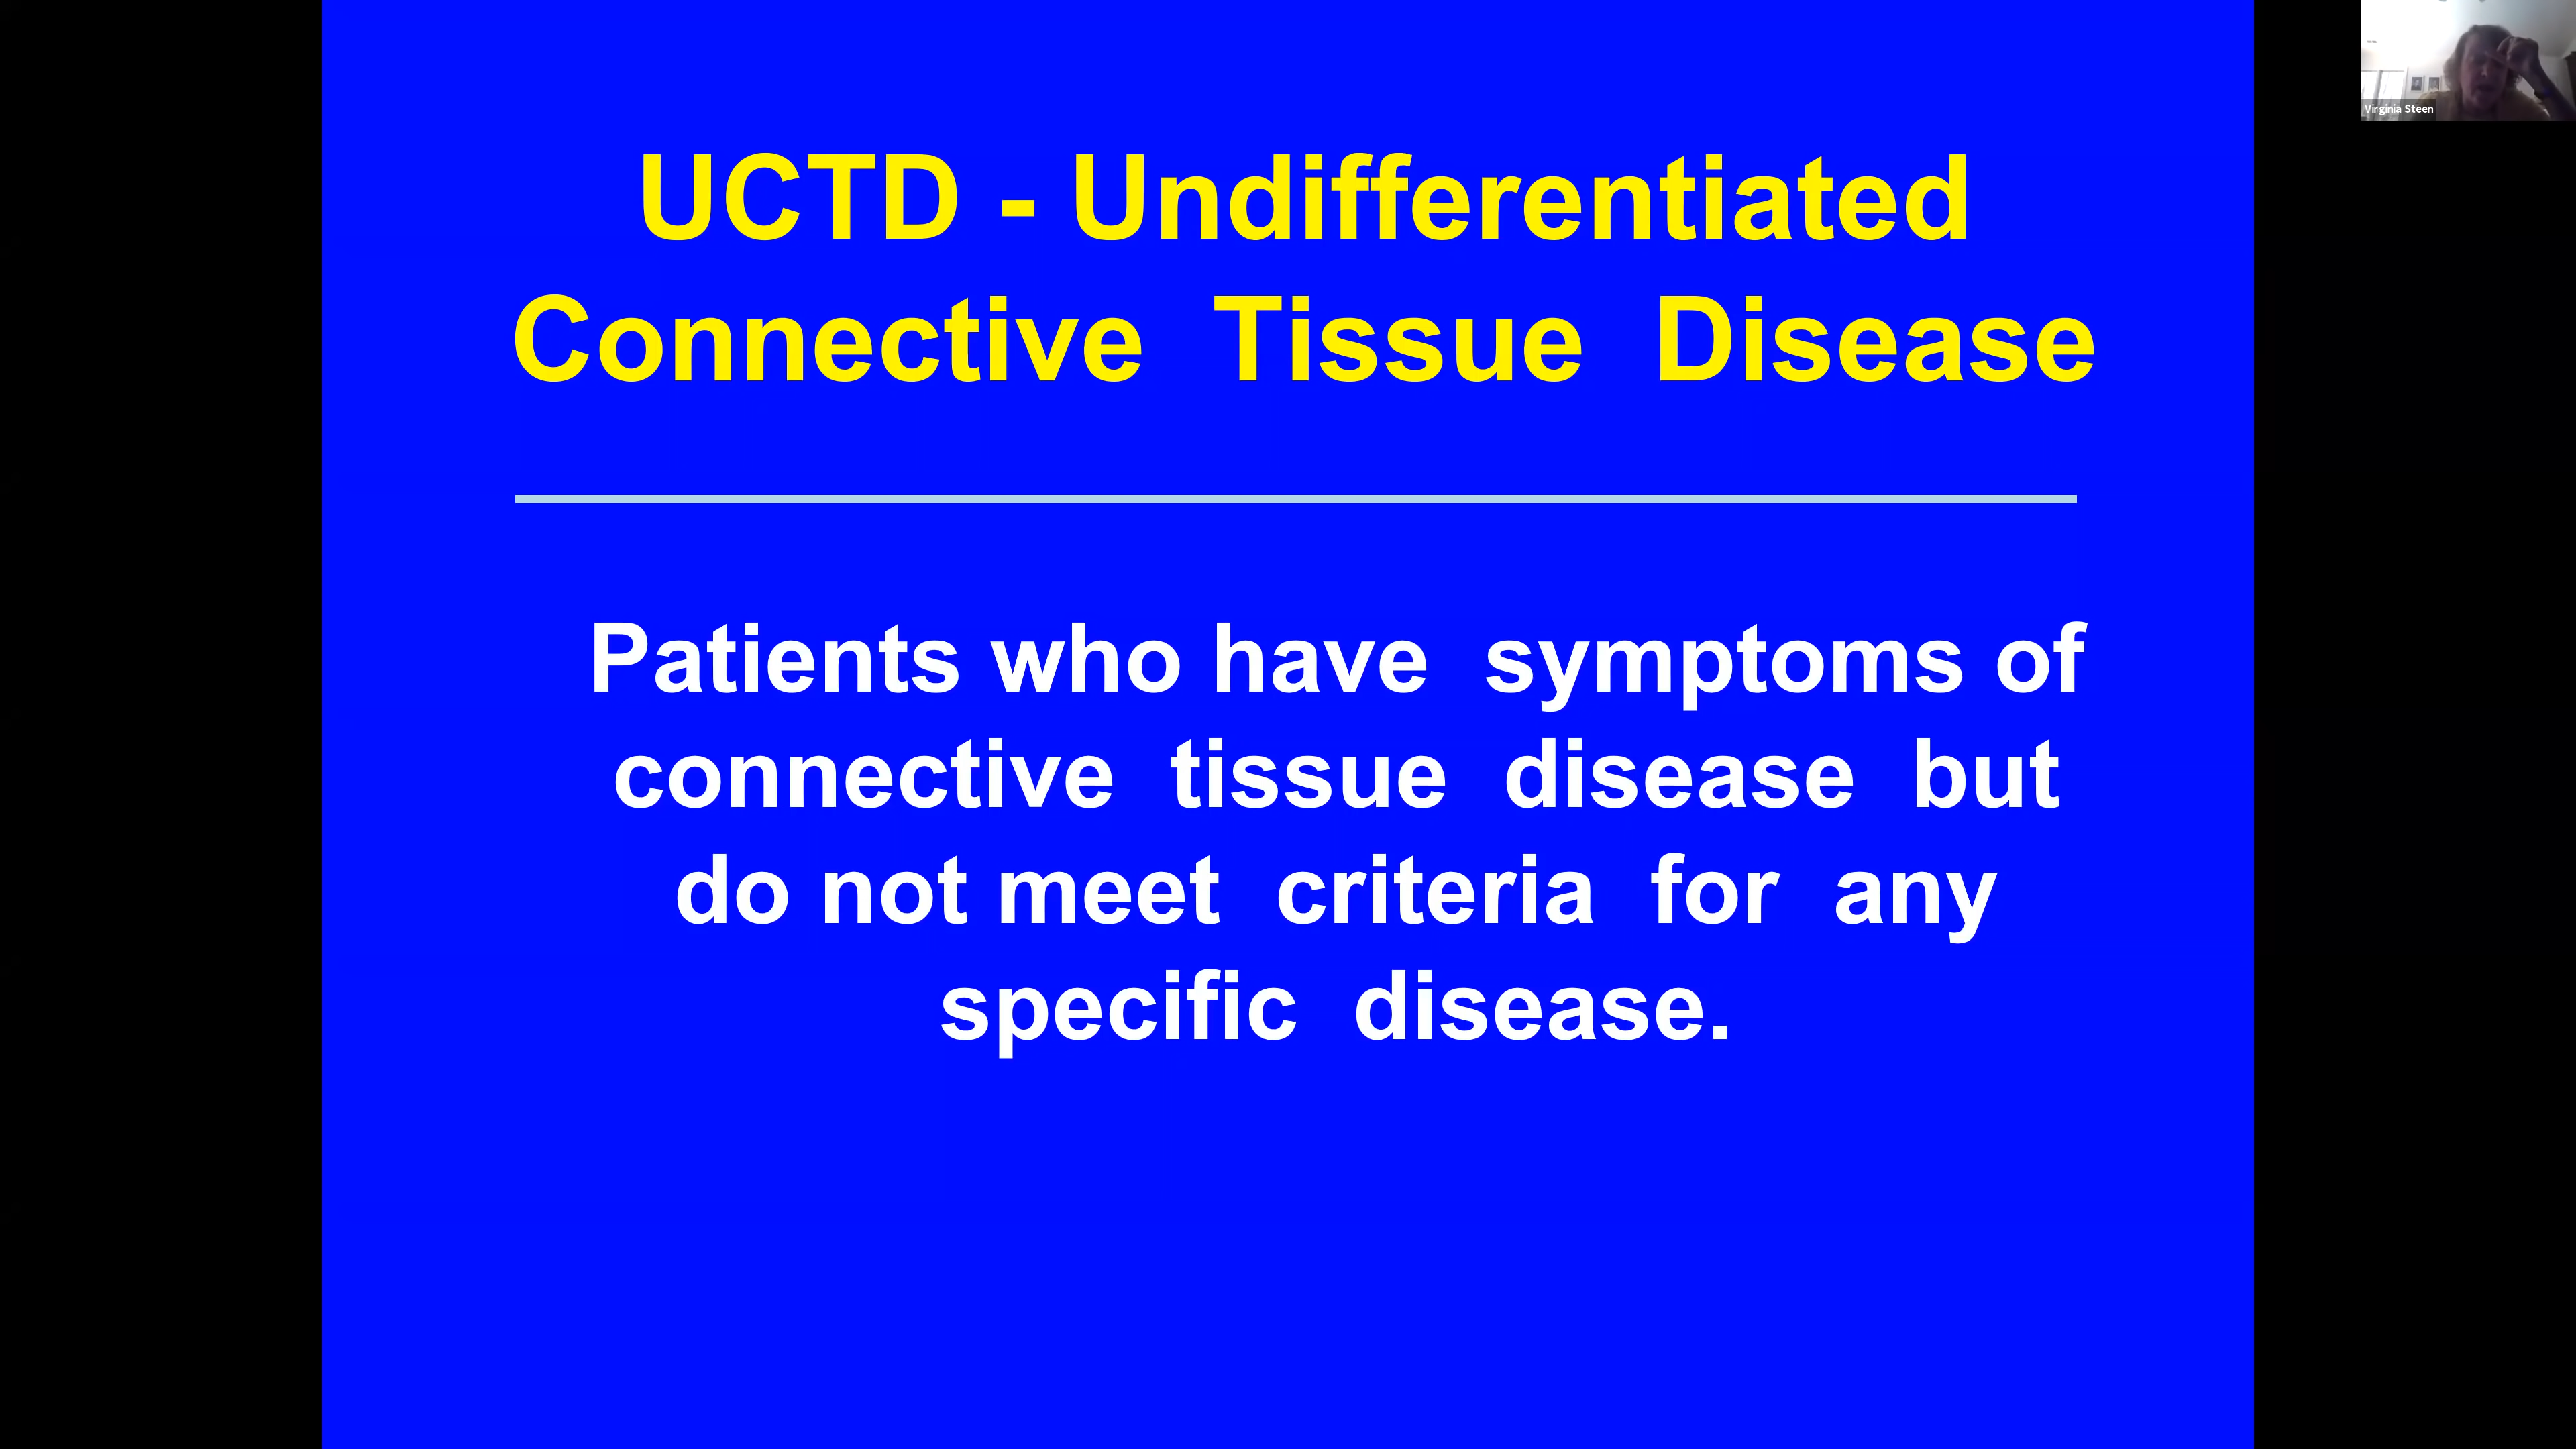 UCTD - Undifferentiated
Connective Tissue Disease
Patients who have symptoms of
connective tissue disease but
do not meet criteria for any
specific disease.
Virginia Steen